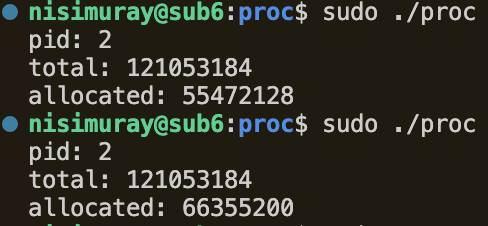 nisimuray@sub6:proc$ sudo ./proc
pid: 2
total: 121053184
allocated: 55472128
nisimuray@sub6:proc$ sudo ./proc
pid: 2
total: 121053184
allocated: 66355200